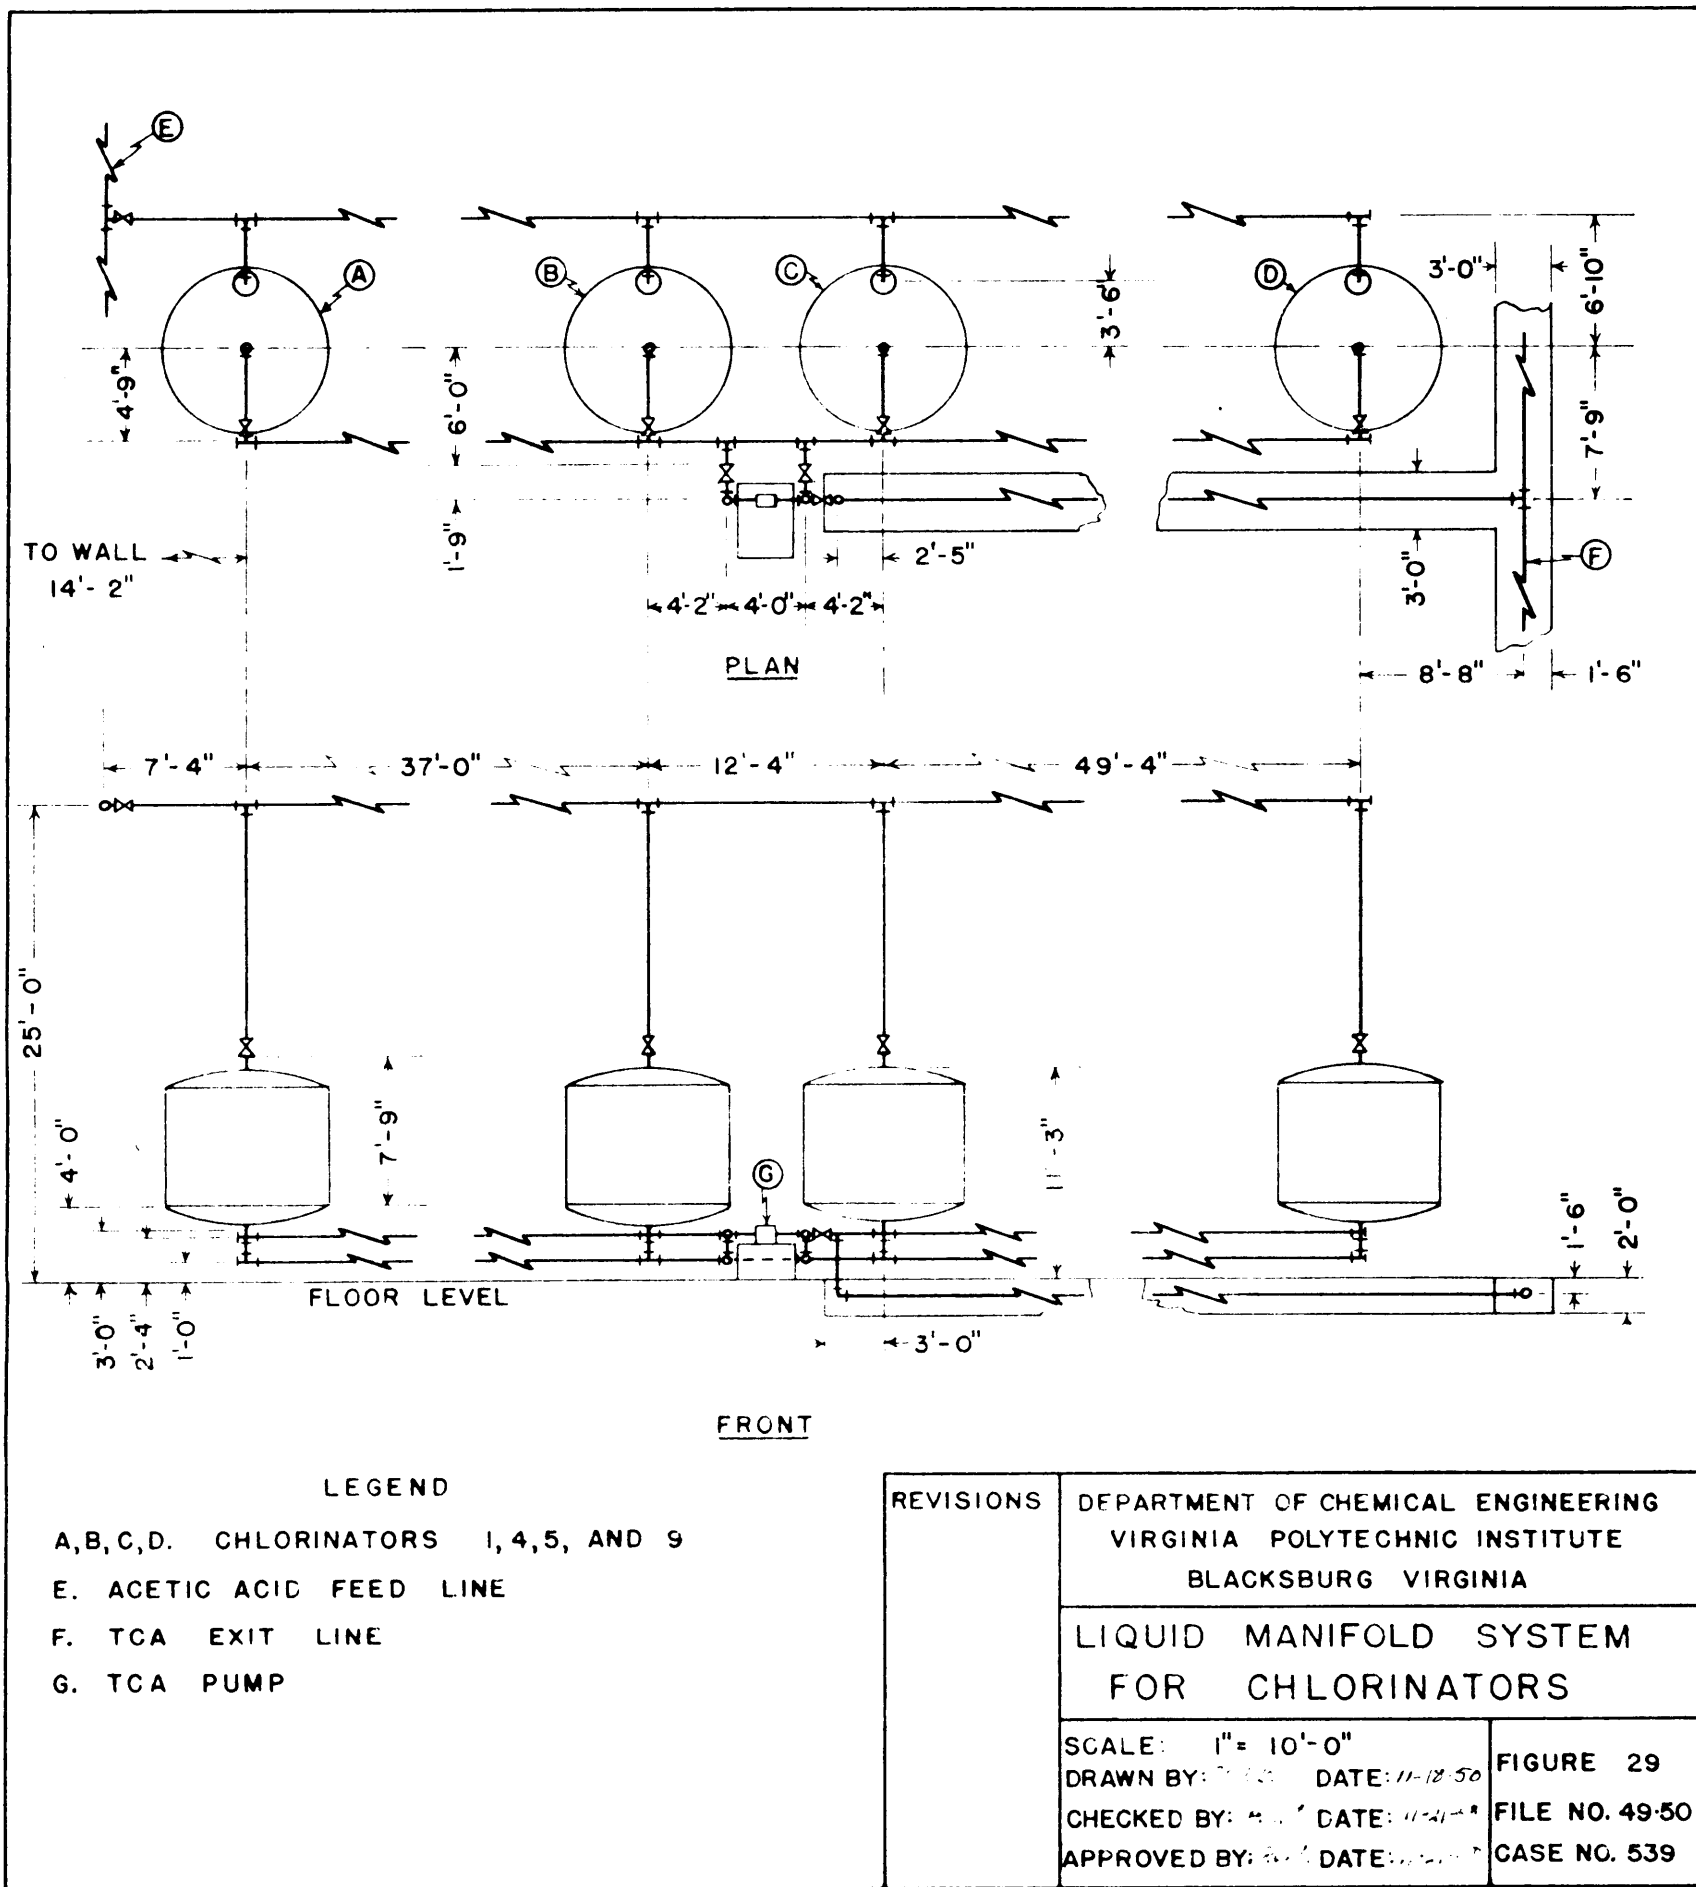 E
A
B
C
D
3'-0"
6'-10"
3'-6"
4'-9"
6'-0"
7'-9"
1'-9"
TO WALL
14'-2"
2'-5"
3'-0"
F
4'-2" 4'-0" 4'-2"
PLAN
8'-8" 1'-6"
7'-4" 37'-0" 12'-4" 49'-4"
25'-0"
4'-0"
7'-9"
G
11'-3"
1'-6"
2'-0"
FLOOR LEVEL
3'-0"
2'-4"
1'-0"
3'-0"
FRONT
LEGEND
A,B,C,D. CHLORINATORS 1,4,5, AND 9
E. ACETIC ACID FEED LINE
F. TCA EXIT LINE
G. TCA PUMP
REVISIONS
DEPARTMENT OF CHEMICAL ENGINEERING
VIRGINIA POLYTECHNIC INSTITUTE
BLACKSBURG VIRGINIA
LIQUID MANIFOLD SYSTEM
FOR CHLORINATORS
SCALE: 1"= 10'-0"
DRAWN BY: DATE: 11-18-50
CHECKED BY: DATE:
APPROVED BY: DATE:
FIGURE 29
FILE NO. 49-50
CASE NO. 539